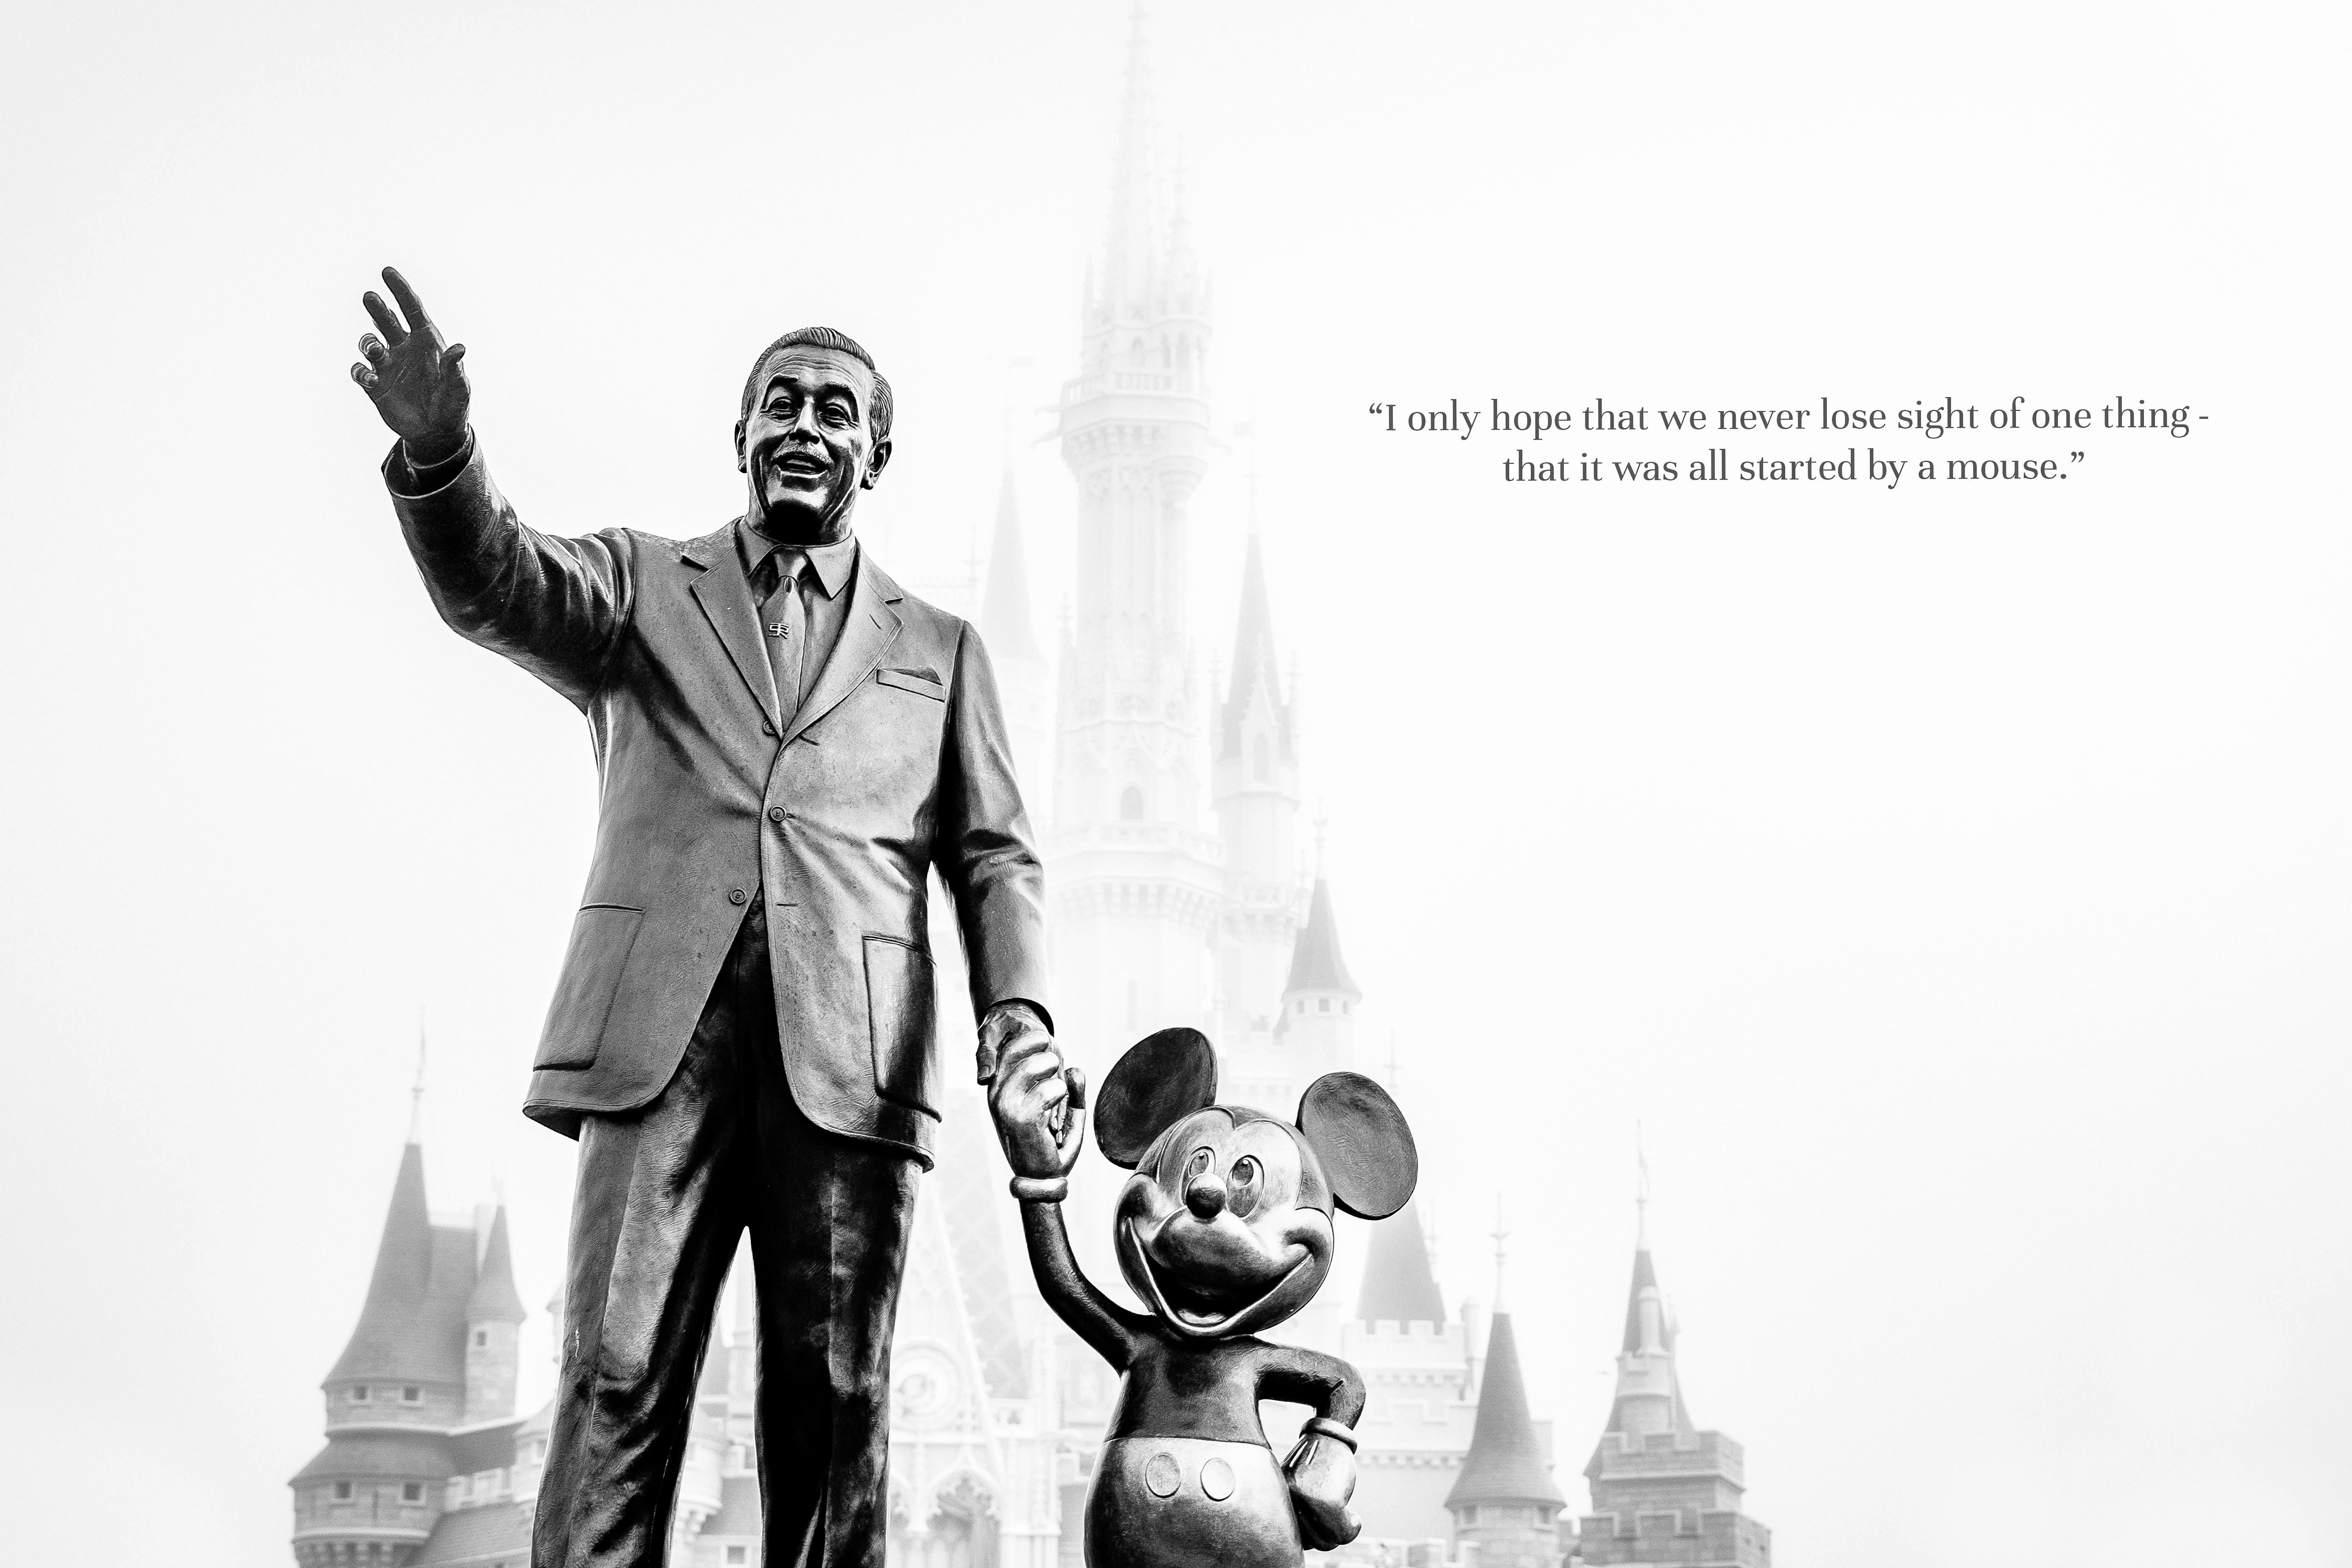 “I only hope that we never lose sight of one thing -
that it was all started by a mouse.”